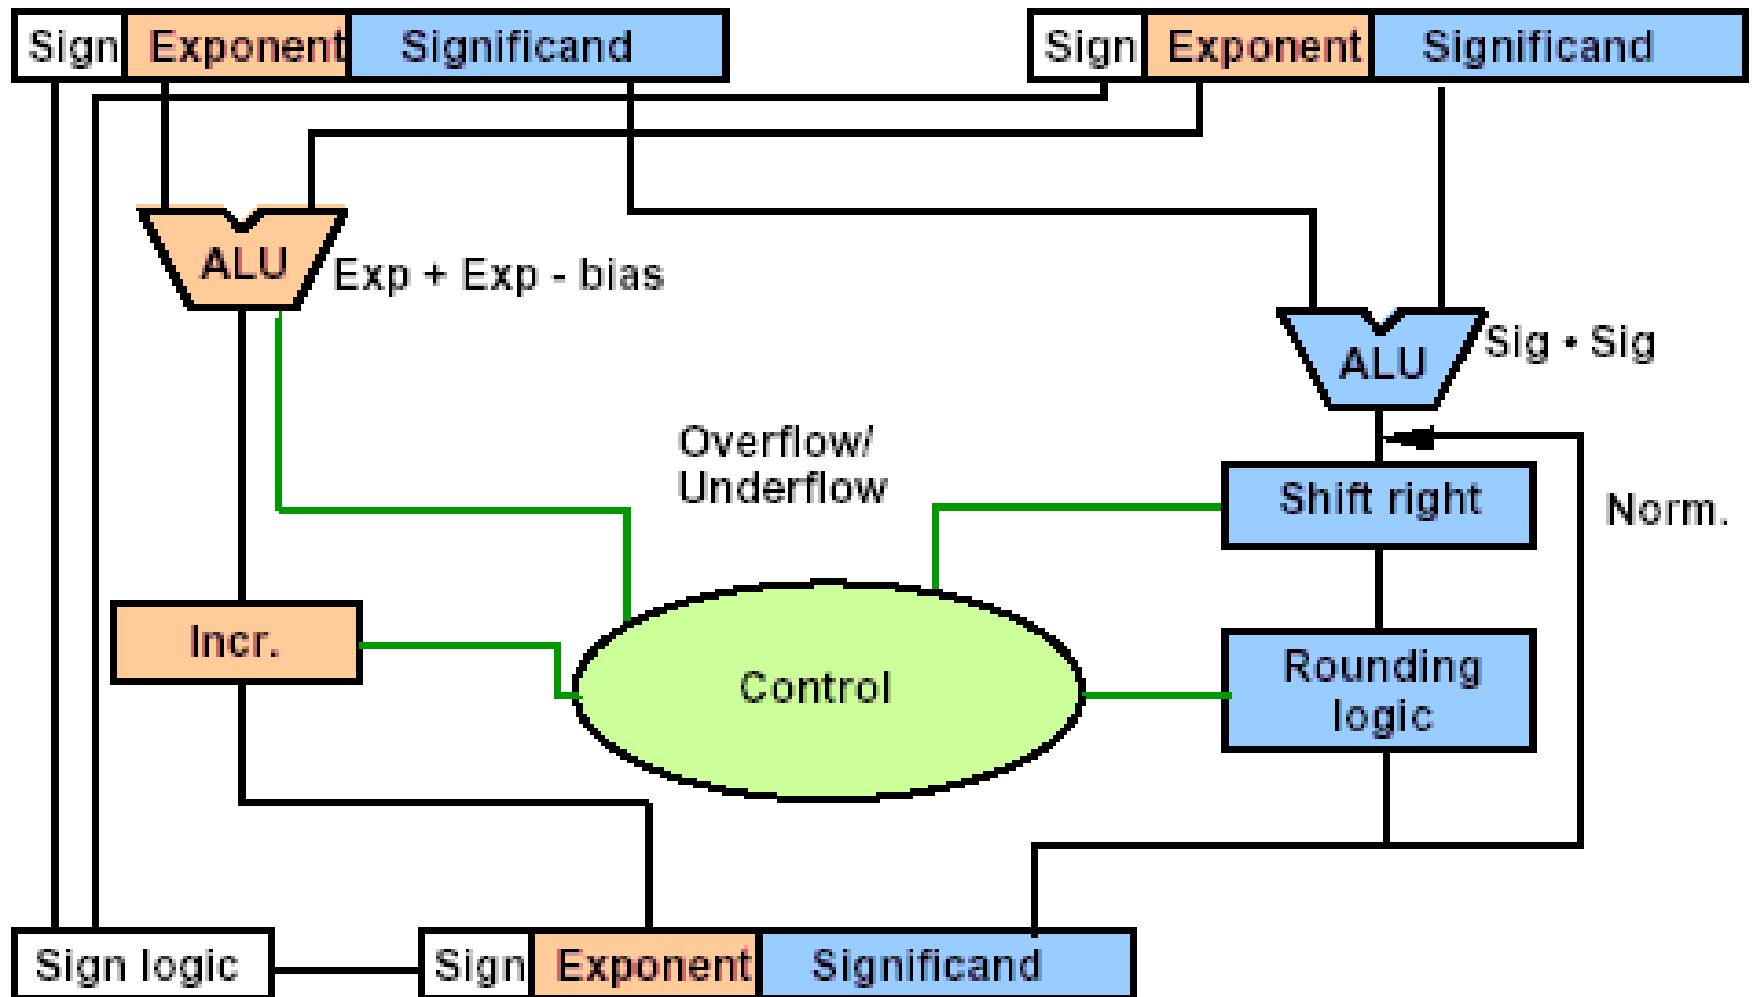 Sign Exponent Significand
Sign Exponent Significand
ALU
Exp + Exp - bias
ALU
Sig • Sig
Overflow/
Underflow
Shift right
Norm.
Incr.
Control
Rounding
logic
Sign logic
Sign Exponent Significand